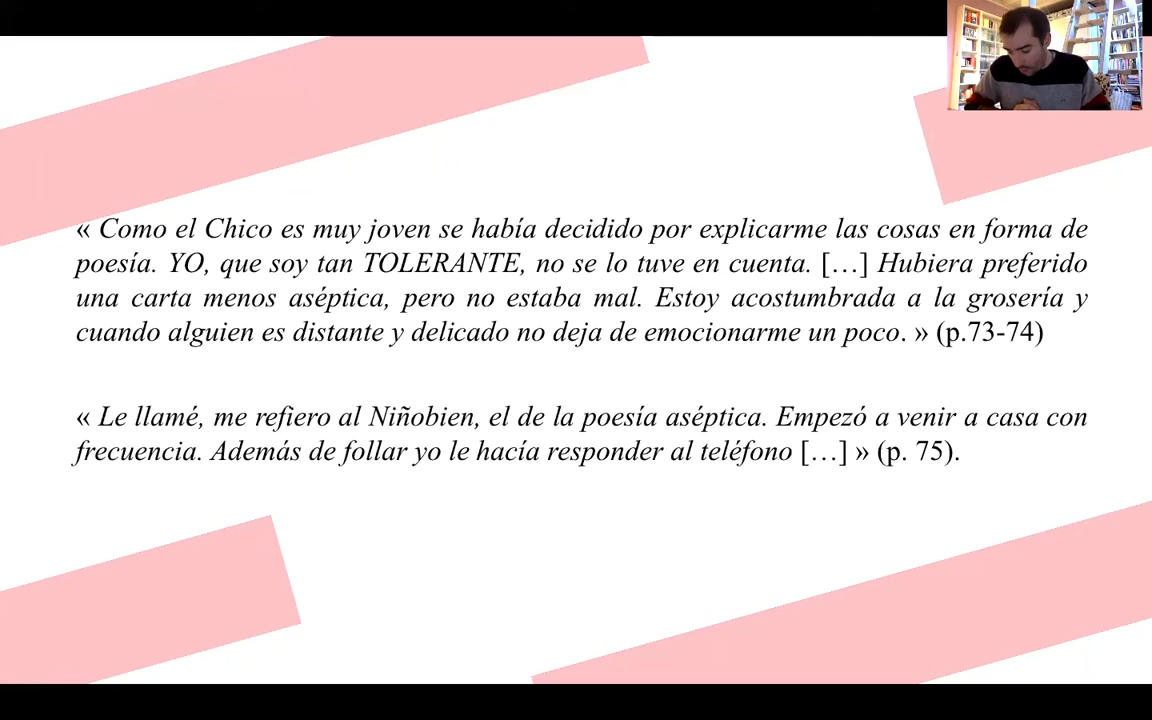 « Como el Chico es muy joven se había decidido por explicarme las cosas en forma de
poesía. YO, que soy tan TOLERANTE, no se lo tuve en cuenta. […] Hubiera preferido
una carta menos aséptica, pero no estaba mal. Estoy acostumbrada a la grosería y
cuando alguien es distante y delicado no deja de emocionarme un poco. » (p.73-74)
« Le llamé, me refiero al Niñobien, el de la poesía aséptica. Empezó a venir a casa con
frecuencia. Además de follar yo le hacía responder al teléfono […] » (p. 75).